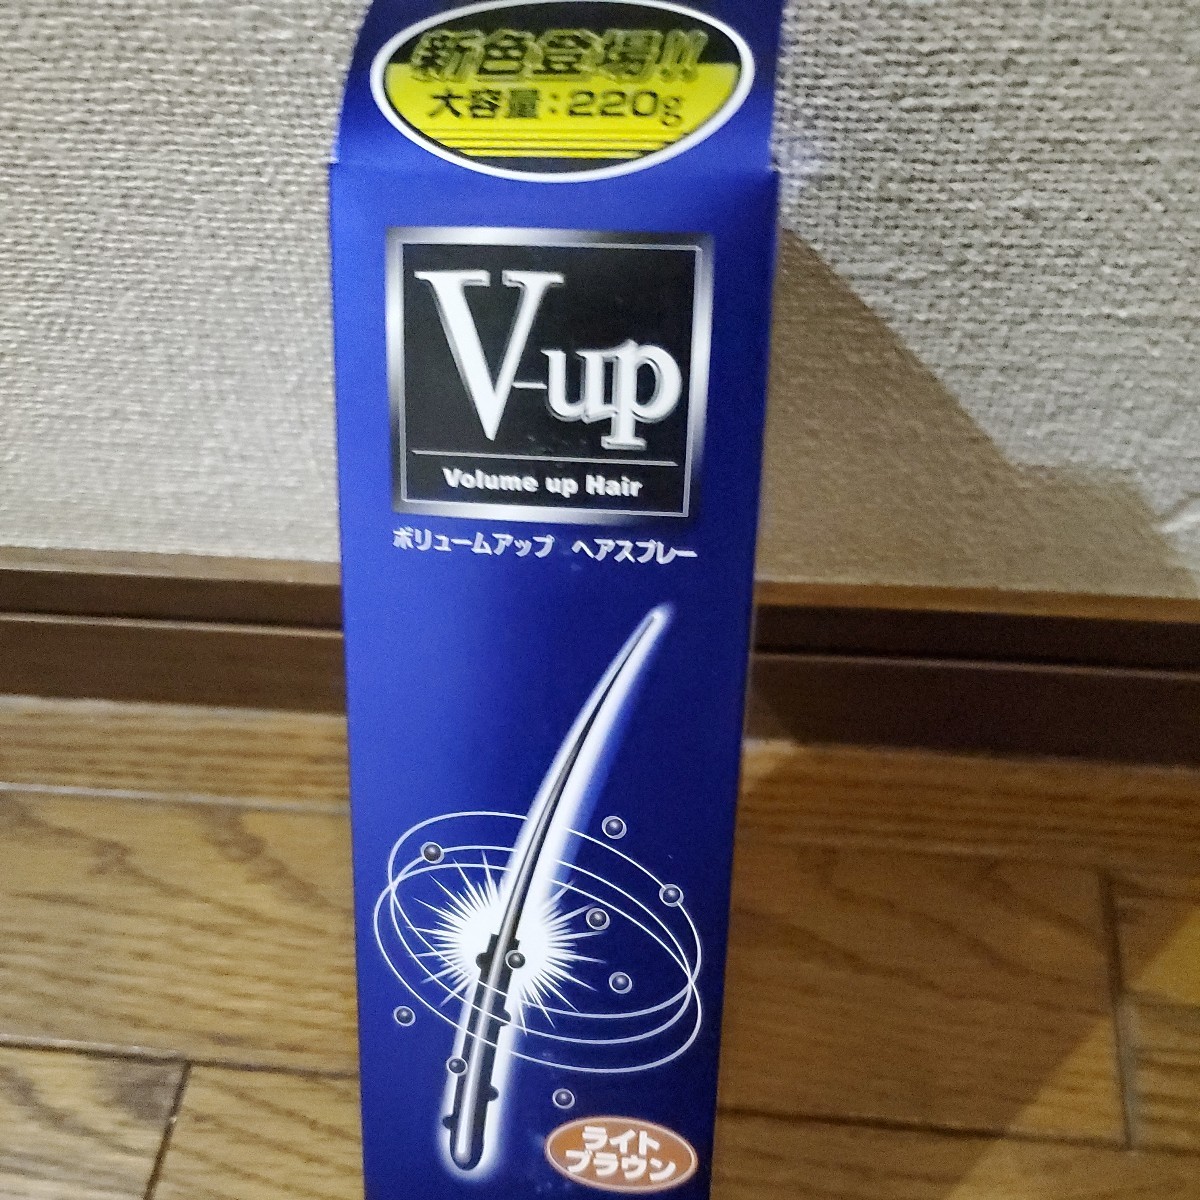 新色登場!!
大容量:220g
V-up
Volume up Hair
ボリュームアップ ヘアスプレー
ライト
ブラウン